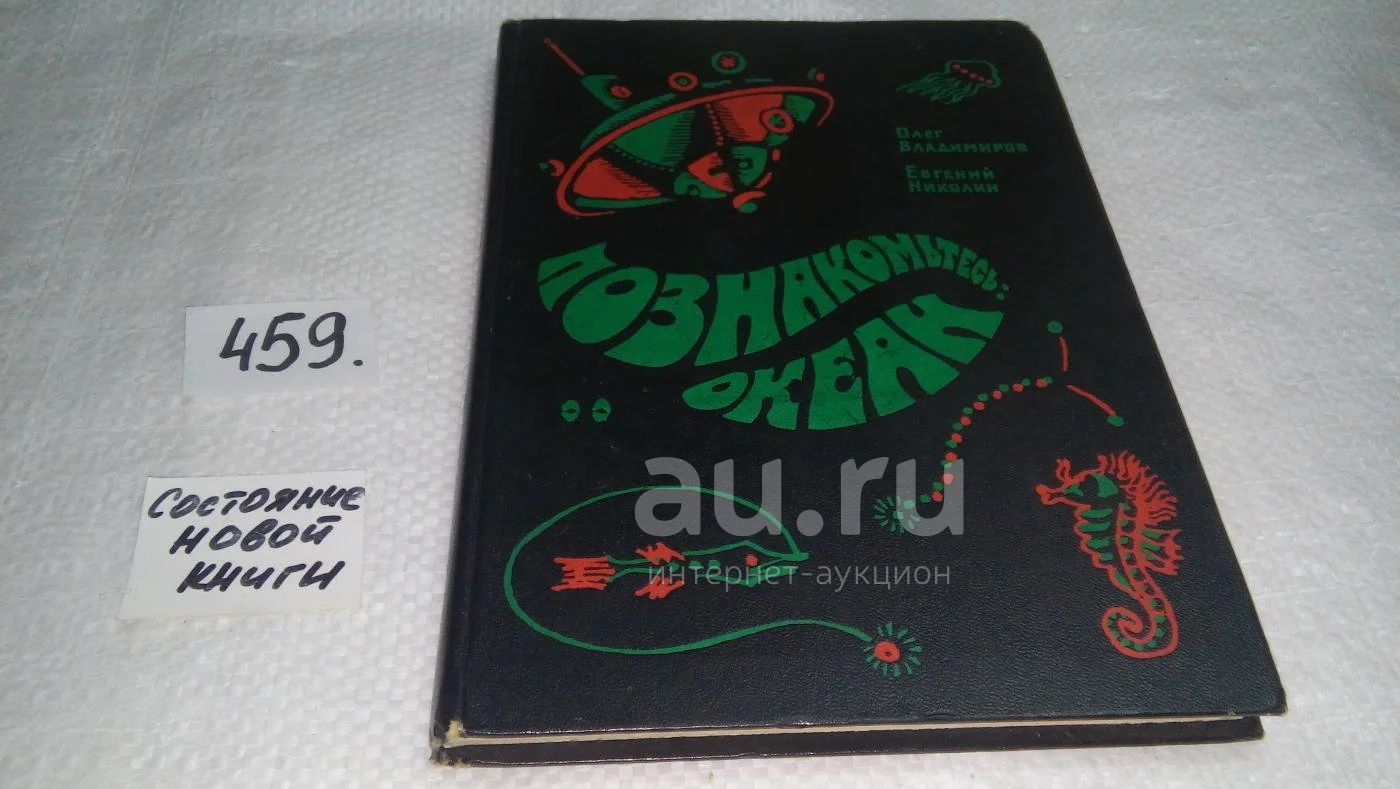 Олег
Владимиров
Евгений
Николин
Познакомьтесь:
океан
459.
Состояние
новой
книги
au.ru
интернет-аукцион